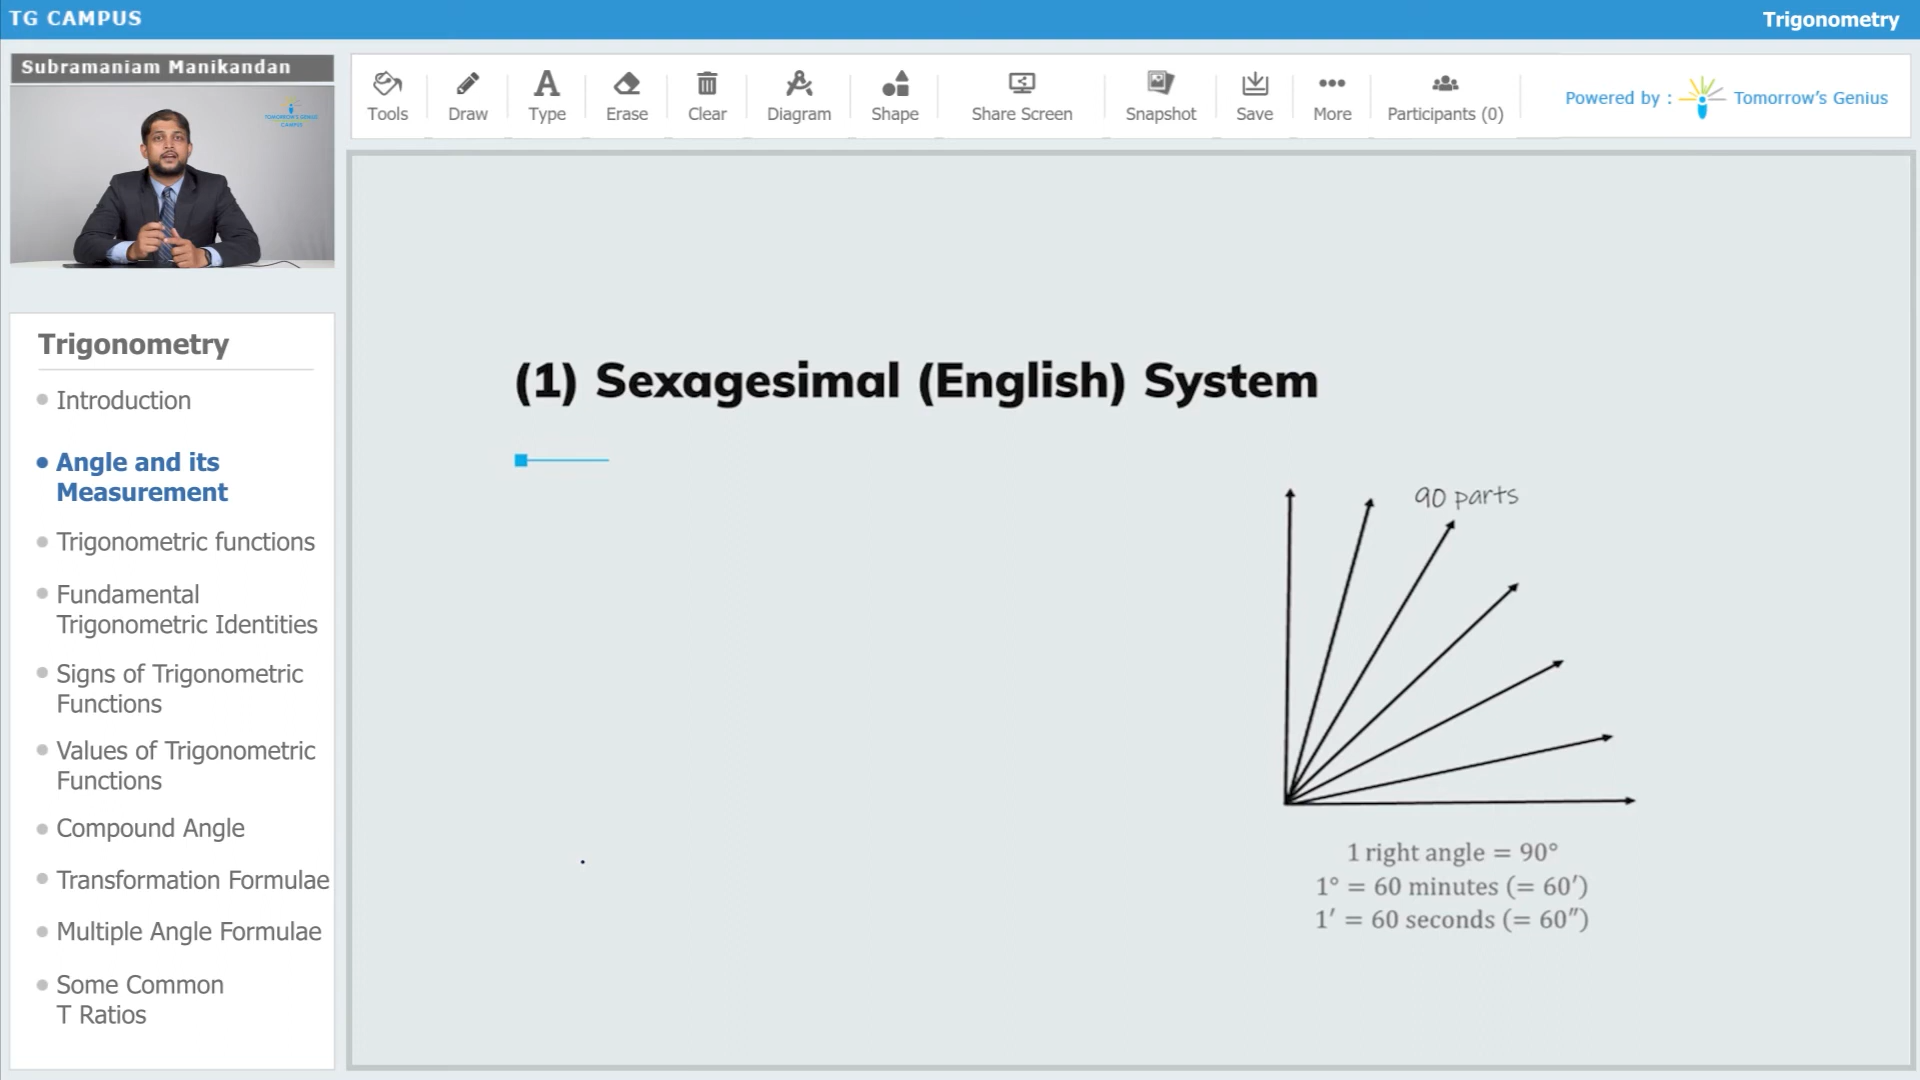 TG CAMPUS
Trigonometry
Subramaniam Manikandan
TOMORROW'S GENIUS
CAMPUS
Tools
Draw
Type
Erase
Clear
Diagram
Shape
Share Screen
Snapshot
Save
More
Participants (0)
Powered by :
Tomorrow's Genius
Trigonometry
Introduction
Angle and its
Measurement
Trigonometric functions
Fundamental
Trigonometric Identities
Signs of Trigonometric
Functions
Values of Trigonometric
Functions
Compound Angle
Transformation Formulae
Multiple Angle Formulae
Some Common
T Ratios
(1) Sexagesimal (English) System
90 parts
1 right angle = 90°
1° = 60 minutes (= 60′)
1′ = 60 seconds (= 60″)